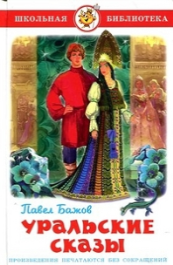 ШКОЛЬНАЯ БИБЛИОТЕКА
Павел Бажов
УРАЛЬСКИЕ
СКАЗЫ
ПРОИЗВЕДЕНИЯ ПЕЧАТАЮТСЯ БЕЗ СОКРАЩЕНИЙ